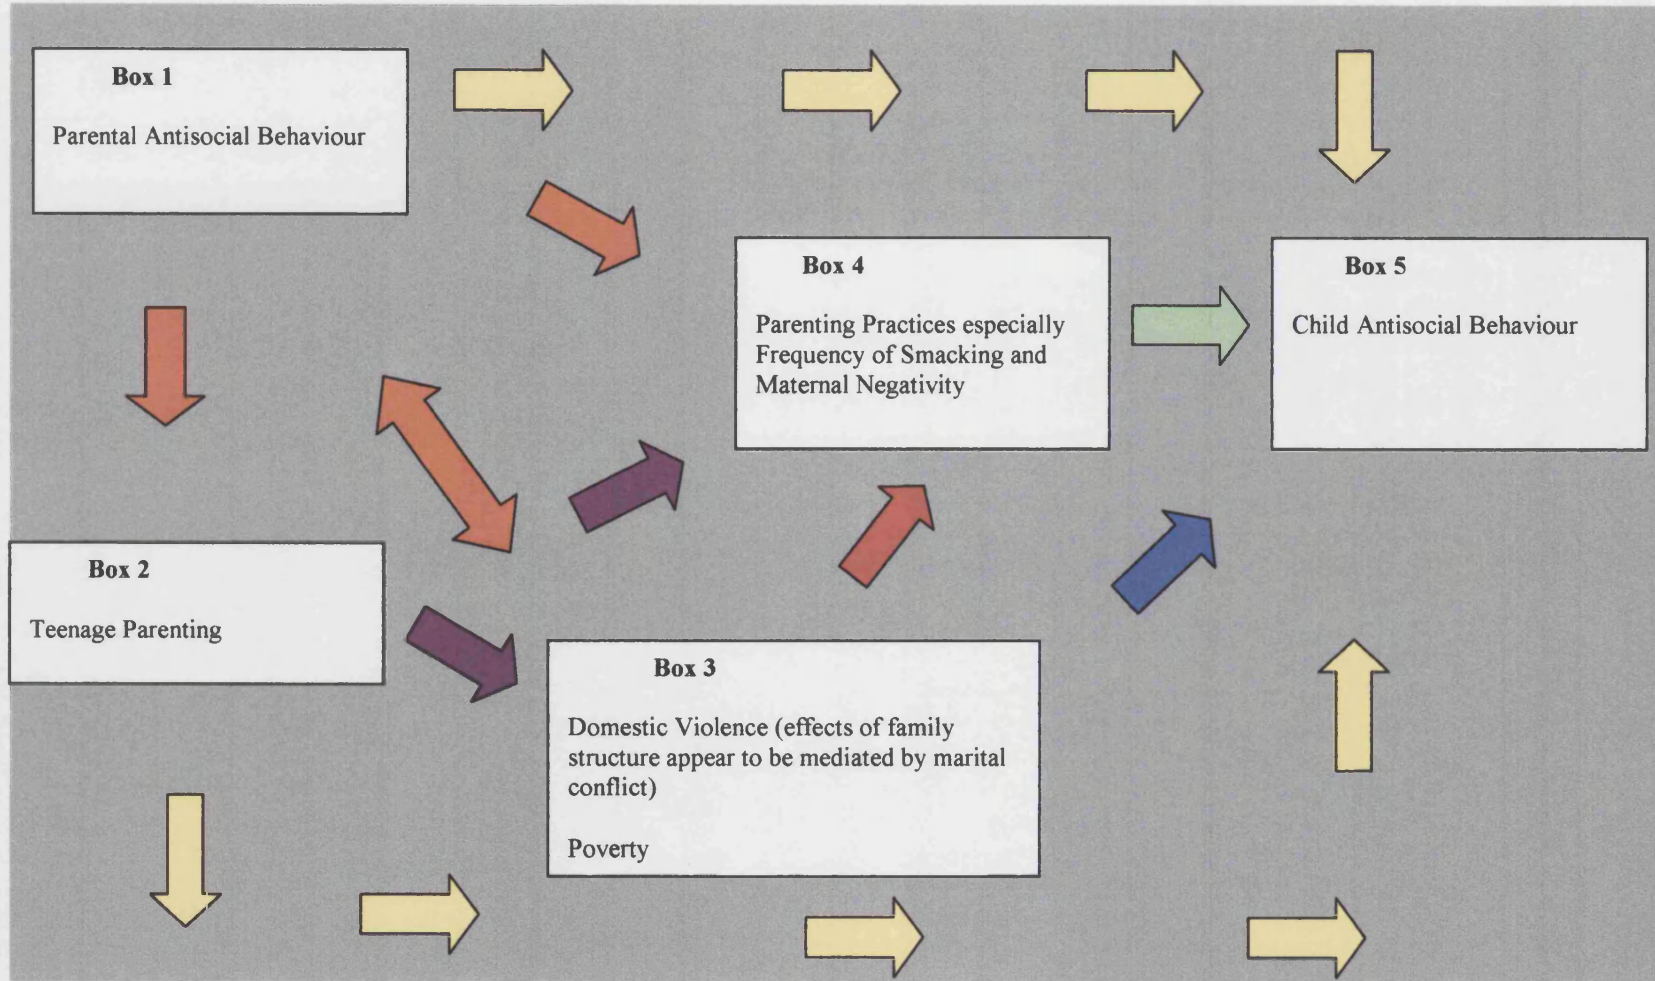 Box 1
Parental Antisocial Behaviour
Box 4
Parenting Practices especially
Frequency of Smacking and
Maternal Negativity
Box 5
Child Antisocial Behaviour
Box 2
Teenage Parenting
Box 3
Domestic Violence (effects of family
structure appear to be mediated by marital
conflict)
Poverty